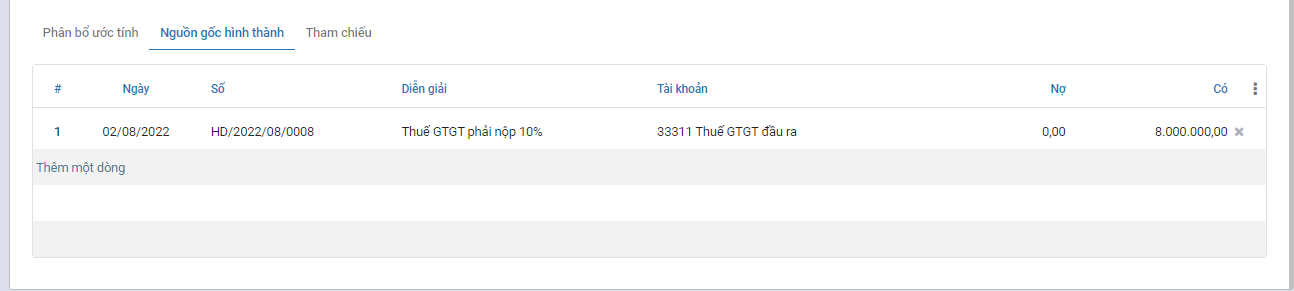 Phân bổ ước tính Nguồn gốc hình thành Tham chiếu
# Ngày Số Diễn giải Tài khoản Nợ Có
1 02/08/2022 HD/2022/08/0008 Thuế GTGT phải nộp 10% 33311 Thuế GTGT đầu ra 0,00 8.000.000,00
Thêm một dòng